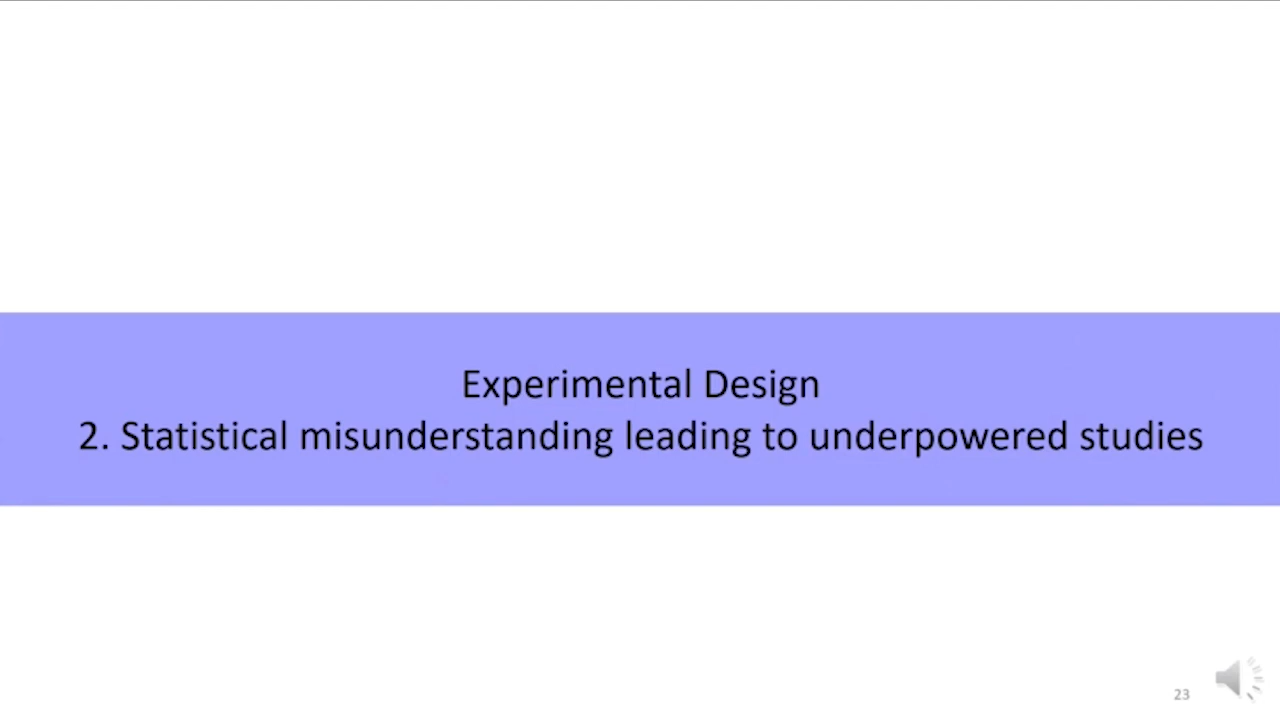 Experimental Design
2. Statistical misunderstanding leading to underpowered studies
23